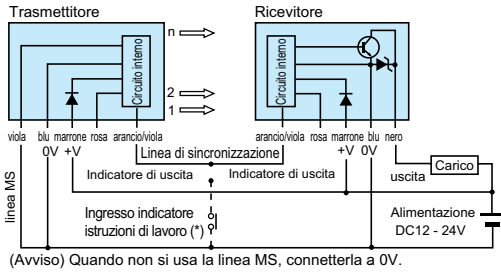 Trasmettitore
Ricevitore
n
2
1
Circuito interno
Circuito interno
viola blu marrone rosa arancio/viola
0V +V
arancio/viola rosa marrone blu nero
+V 0V
Linea di sincronizzazione
Indicatore di uscita
Indicatore di uscita
uscita
Carico
linea MS
Ingresso indicatore
istruzioni di lavoro (*)
Alimentazione
DC12 - 24V
(Avviso) Quando non si usa la linea MS, connetterla a 0V.